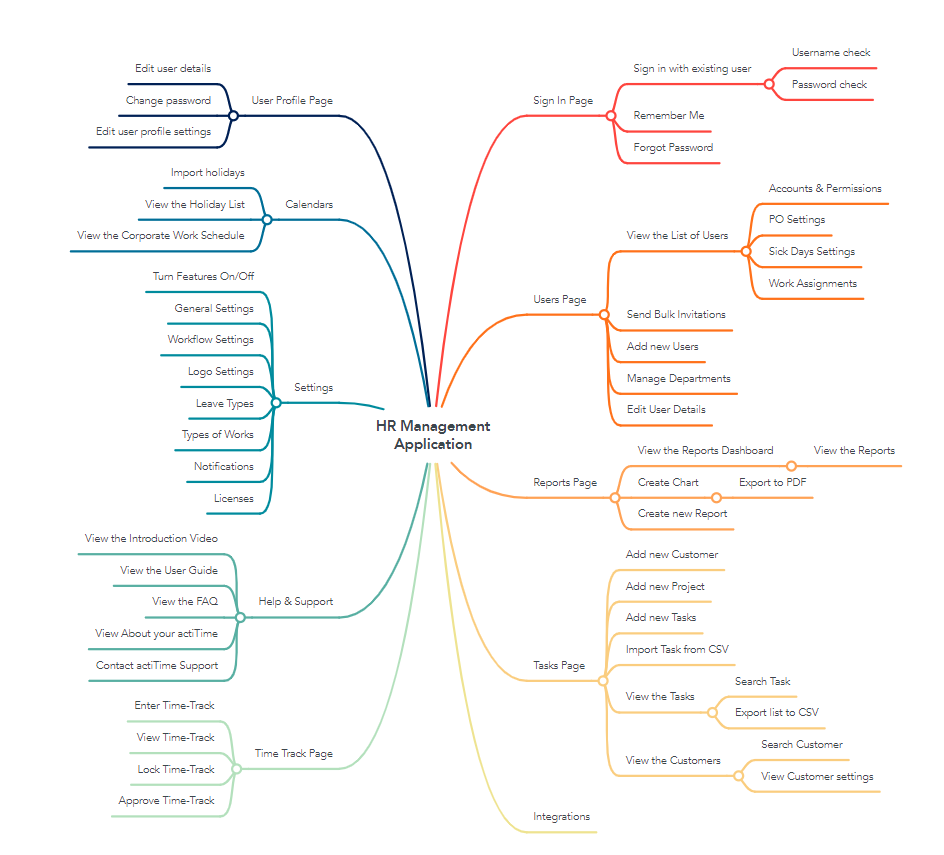 HR Management
Application
Sign In Page
Sign in with existing user
Username check
Password check
Remember Me
Forgot Password
Users Page
View the List of Users
Accounts & Permissions
PO Settings
Sick Days Settings
Work Assignments
Send Bulk Invitations
Add new Users
Manage Departments
Edit User Details
Reports Page
View the Reports Dashboard
View the Reports
Create Chart
Export to PDF
Create new Report
Tasks Page
Add new Customer
Add new Project
Add new Tasks
Import Task from CSV
View the Tasks
Search Task
Export list to CSV
View the Customers
Search Customer
View Customer settings
Integrations
User Profile Page
Edit user details
Change password
Edit user profile settings
Calendars
Import holidays
View the Holiday List
View the Corporate Work Schedule
Settings
Turn Features On/Off
General Settings
Workflow Settings
Logo Settings
Leave Types
Types of Works
Notifications
Licenses
Help & Support
View the Introduction Video
View the User Guide
View the FAQ
View About your actiTime
Contact actiTime Support
Time Track Page
Enter Time-Track
View Time-Track
Lock Time-Track
Approve Time-Track